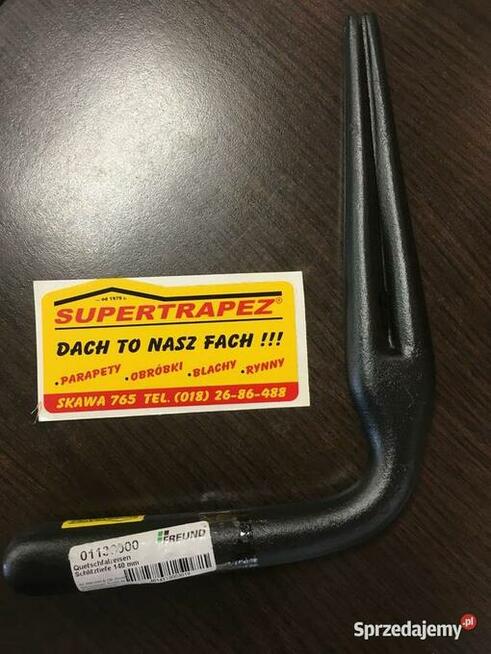 od 1979 r.
SUPERTRAPEZ®
DACH TO NASZ FACH !!!
•PARAPETY •OBRÓBKI •BLACHY •RYNNY
SKAWA 765 TEL. (018) 26-86-488
01130000
FREUND
Quetschfalzeisen
Schlitztiefe 140 mm
Sprzedajemy.pl